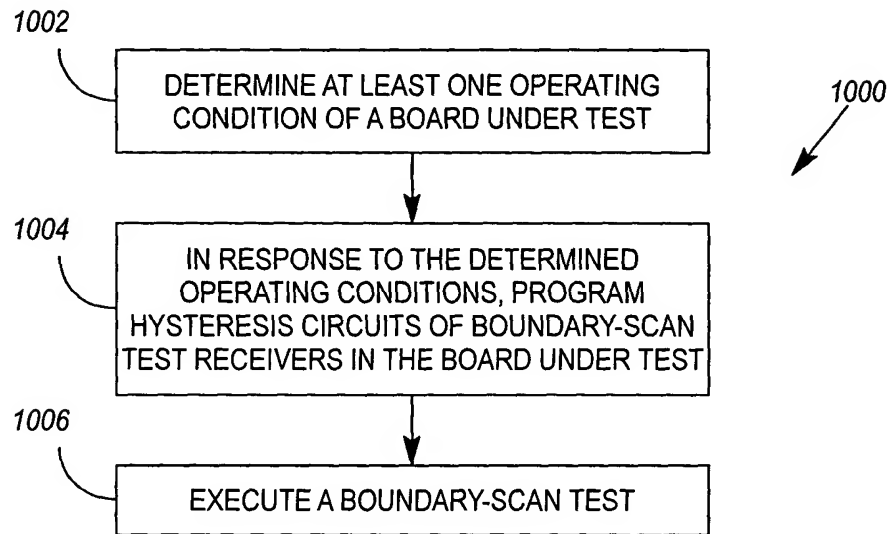 1002
DETERMINE AT LEAST ONE OPERATING
CONDITION OF A BOARD UNDER TEST
1000
1004
IN RESPONSE TO THE DETERMINED
OPERATING CONDITIONS, PROGRAM
HYSTERESIS CIRCUITS OF BOUNDARY-SCAN
TEST RECEIVERS IN THE BOARD UNDER TEST
1006
EXECUTE A BOUNDARY-SCAN TEST